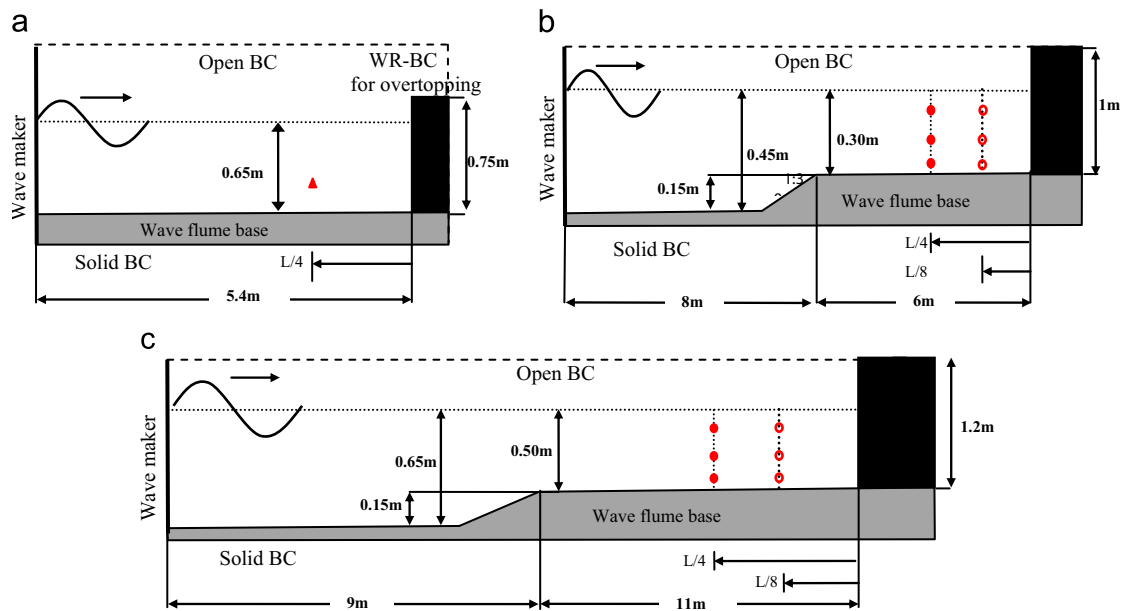 a
Open BC
WR-BC
for overtopping
Wave maker
0.65m
0.75m
Wave flume base
Solid BC
L/4
5.4m
b
Open BC
Wave maker
0.45m
0.30m
1m
0.15m
1:3
Wave flume base
Solid BC
L/4
L/8
8m
6m
c
Open BC
Wave maker
0.65m
0.50m
1.2m
0.15m
Wave flume base
Solid BC
L/4
L/8
9m
11m